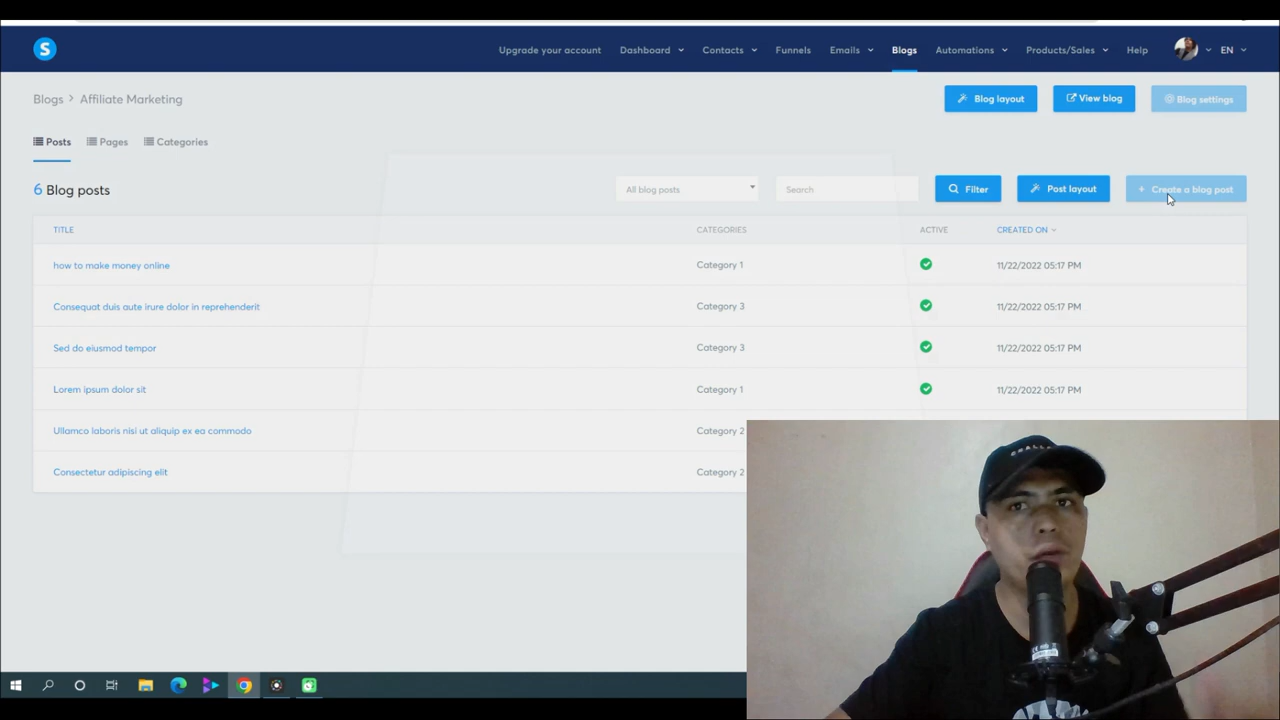 S
Upgrade your account Dashboard Contacts Funnels Emails Blogs Automations Products/Sales Help EN
Blogs > Affiliate Marketing
Blog layout View blog Blog settings
Posts Pages Categories
6 Blog posts
All blog posts Search Filter Post layout + Create a blog post
TITLE CATEGORIES ACTIVE CREATED ON
how to make money online Category 1 11/22/2022 05:17 PM
Consequat duis aute irure dolor in reprehenderit Category 3 11/22/2022 05:17 PM
Sed do eiusmod tempor Category 3 11/22/2022 05:17 PM
Lorem ipsum dolor sit Category 1 11/22/2022 05:17 PM
Ullamco laboris nisi ut aliquip ex ea commodo Category 2
Consectetur adipiscing elit Category 2